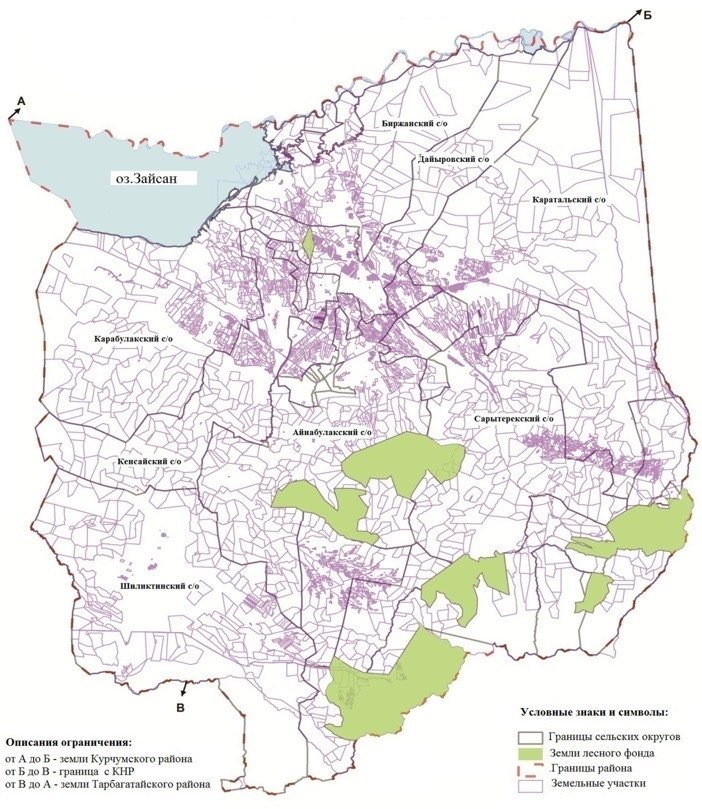 Б
А
Биржанский с/о
Дайыровский с/о
оз.Зайсан
Каратальский с/о
Карабулакский с/о
Сарытерекский с/о
Айнабулакский с/о
Кенсайский с/о
Шиликтинский с/о
В
Описания ограничения:
от А до Б - земли Курчумского района
от Б до В - граница с КНР
от В до А - земли Тарбагатайского района
Условные знаки и символы:
Границы сельских округов
Земли лесного фонда
.Границы района
Земельные участки